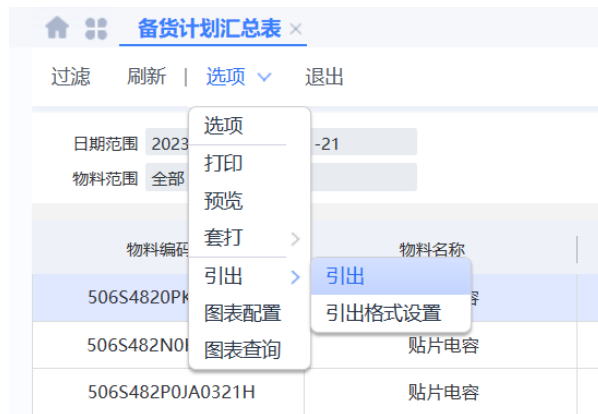 备货计划汇总表 ×
过滤 刷新 | 选项 退出
选项
日期范围 2023 -21
打印
物料范围 全部
预览
套打
物料编码 物料名称
引出 引出
506S4820PK 容
图表配置 引出格式设置
506S482N0 贴片电容
图表查询
506S482P0JA0321H 贴片电容